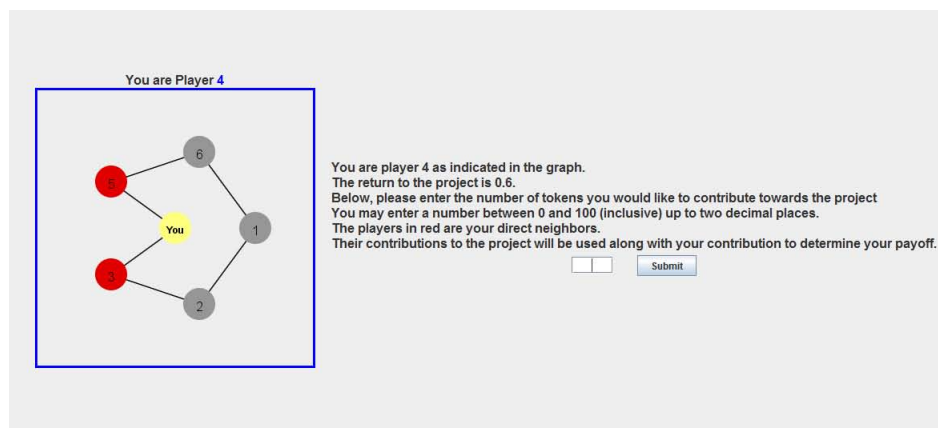 You are Player 4
6
5
You
1
3
2
You are player 4 as indicated in the graph.
The return to the project is 0.6.
Below, please enter the number of tokens you would like to contribute towards the project
You may enter a number between 0 and 100 (inclusive) up to two decimal places.
The players in red are your direct neighbors.
Their contributions to the project will be used along with your contribution to determine your payoff.
Submit